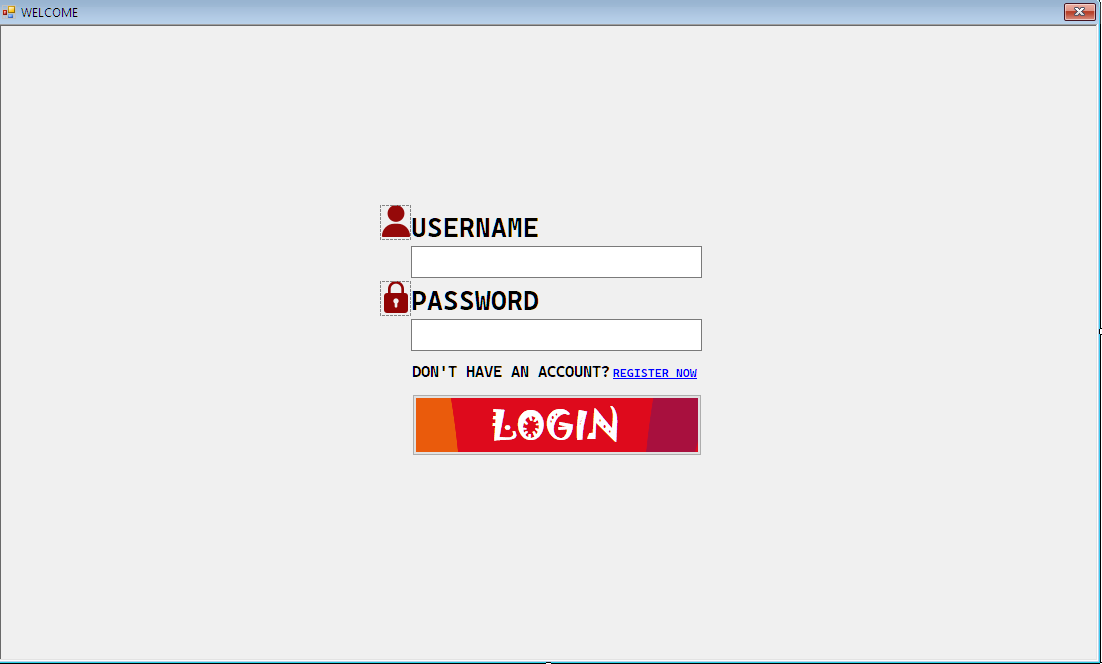 WELCOME
USERNAME
PASSWORD
DON'T HAVE AN ACCOUNT? REGISTER NOW
LOGIN